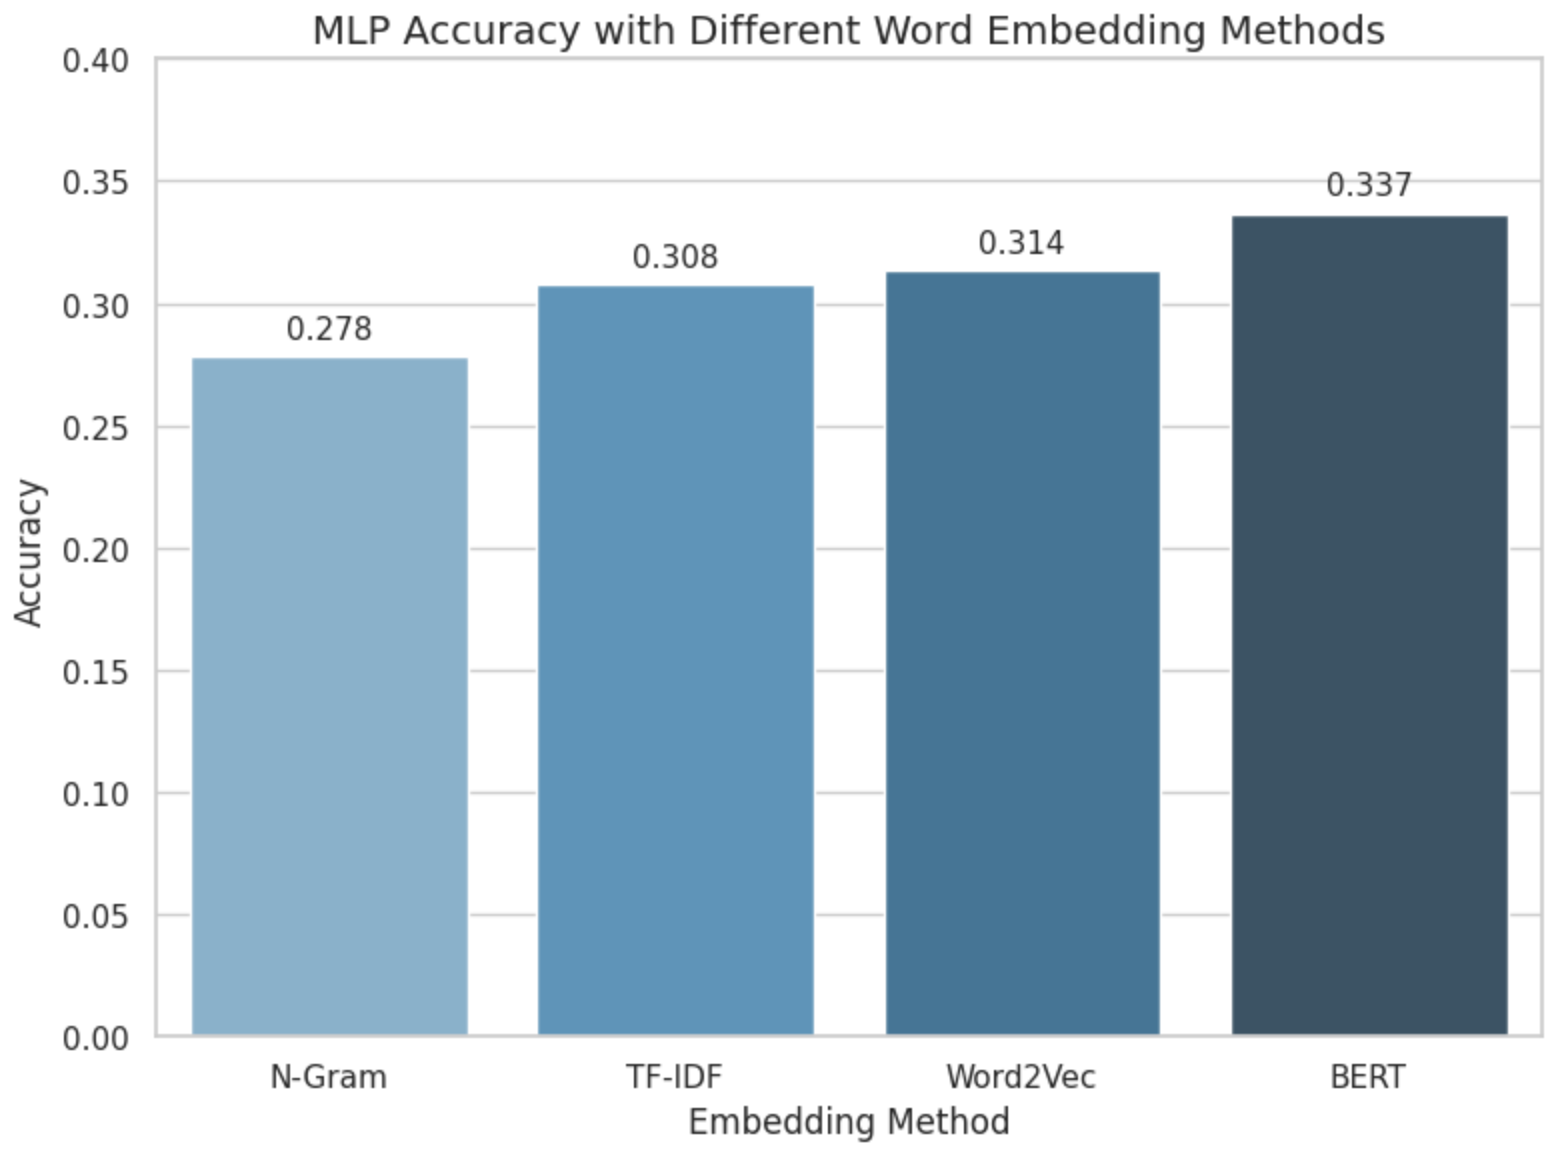 MLP Accuracy with Different Word Embedding Methods
0.40
0.35
0.30
0.25
0.20
0.15
0.10
0.05
0.00
Accuracy
0.278
0.308
0.314
0.337
N-Gram
TF-IDF
Word2Vec
BERT
Embedding Method